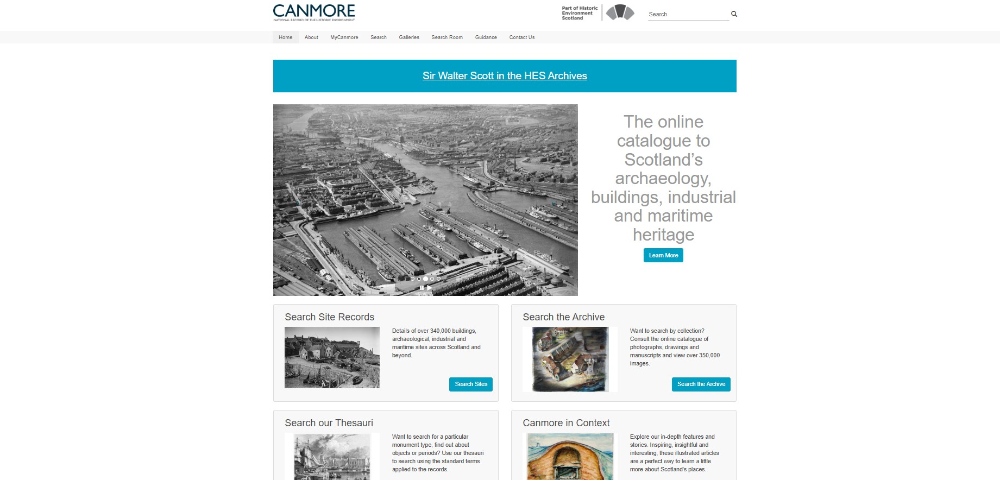 CANMORE
NATIONAL RECORD OF THE HISTORIC ENVIRONMENT
Part of Historic
Environment
Scotland
Search
Home About MyCanmore Search Galleries Search Room Guidance Contact Us
Sir Walter Scott in the HES Archives
The online
catalogue to
Scotland’s
archaeology,
buildings, industrial
and maritime
heritage
Learn More
Search Site Records
Details of over 340,000 buildings,
archaeological, industrial and
maritime sites across Scotland and
beyond.
Search Sites
Search the Archive
Want to search by collection?
Consult the online catalogue of
photographs, drawings and
manuscripts and view over 350,000
images.
Search the Archive
Search our Thesauri
Want to search for a particular
monument type, find out about
objects or periods? Use our thesauri
to search using the standard terms
applied to the records.
Canmore in Context
Explore our in-depth features and
stories. Inspiring, insightful and
interesting, these illustrated articles
are a perfect way to learn a little
more about Scotland's places.